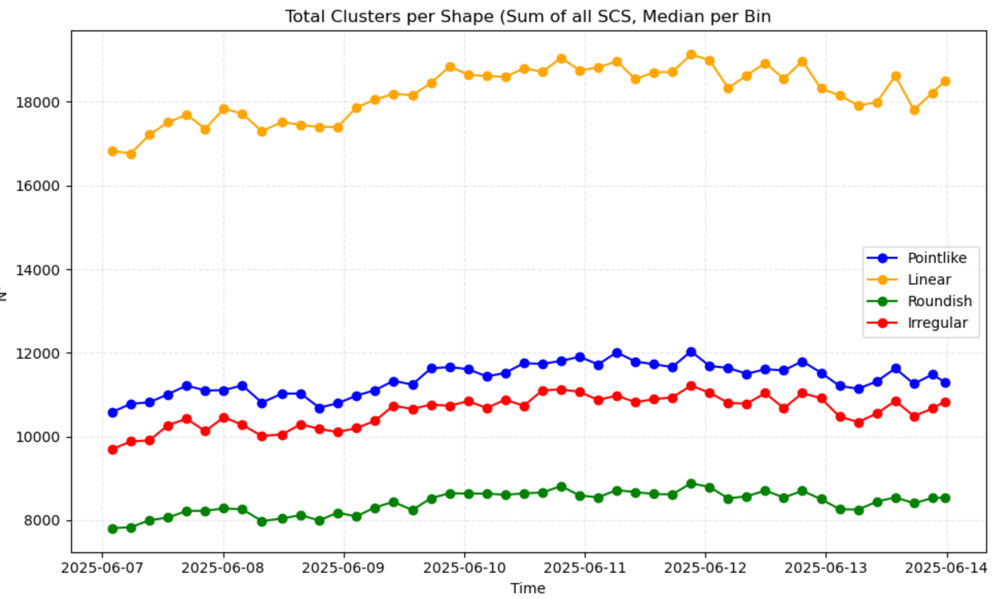 Total Clusters per Shape (Sum of all SCS, Median per Bin
18000
16000
14000
12000
10000
8000
Pointlike
Linear
Roundish
Irregular
2025-06-07 2025-06-08 2025-06-09 2025-06-10 2025-06-11 2025-06-12 2025-06-13 2025-06-14
Time